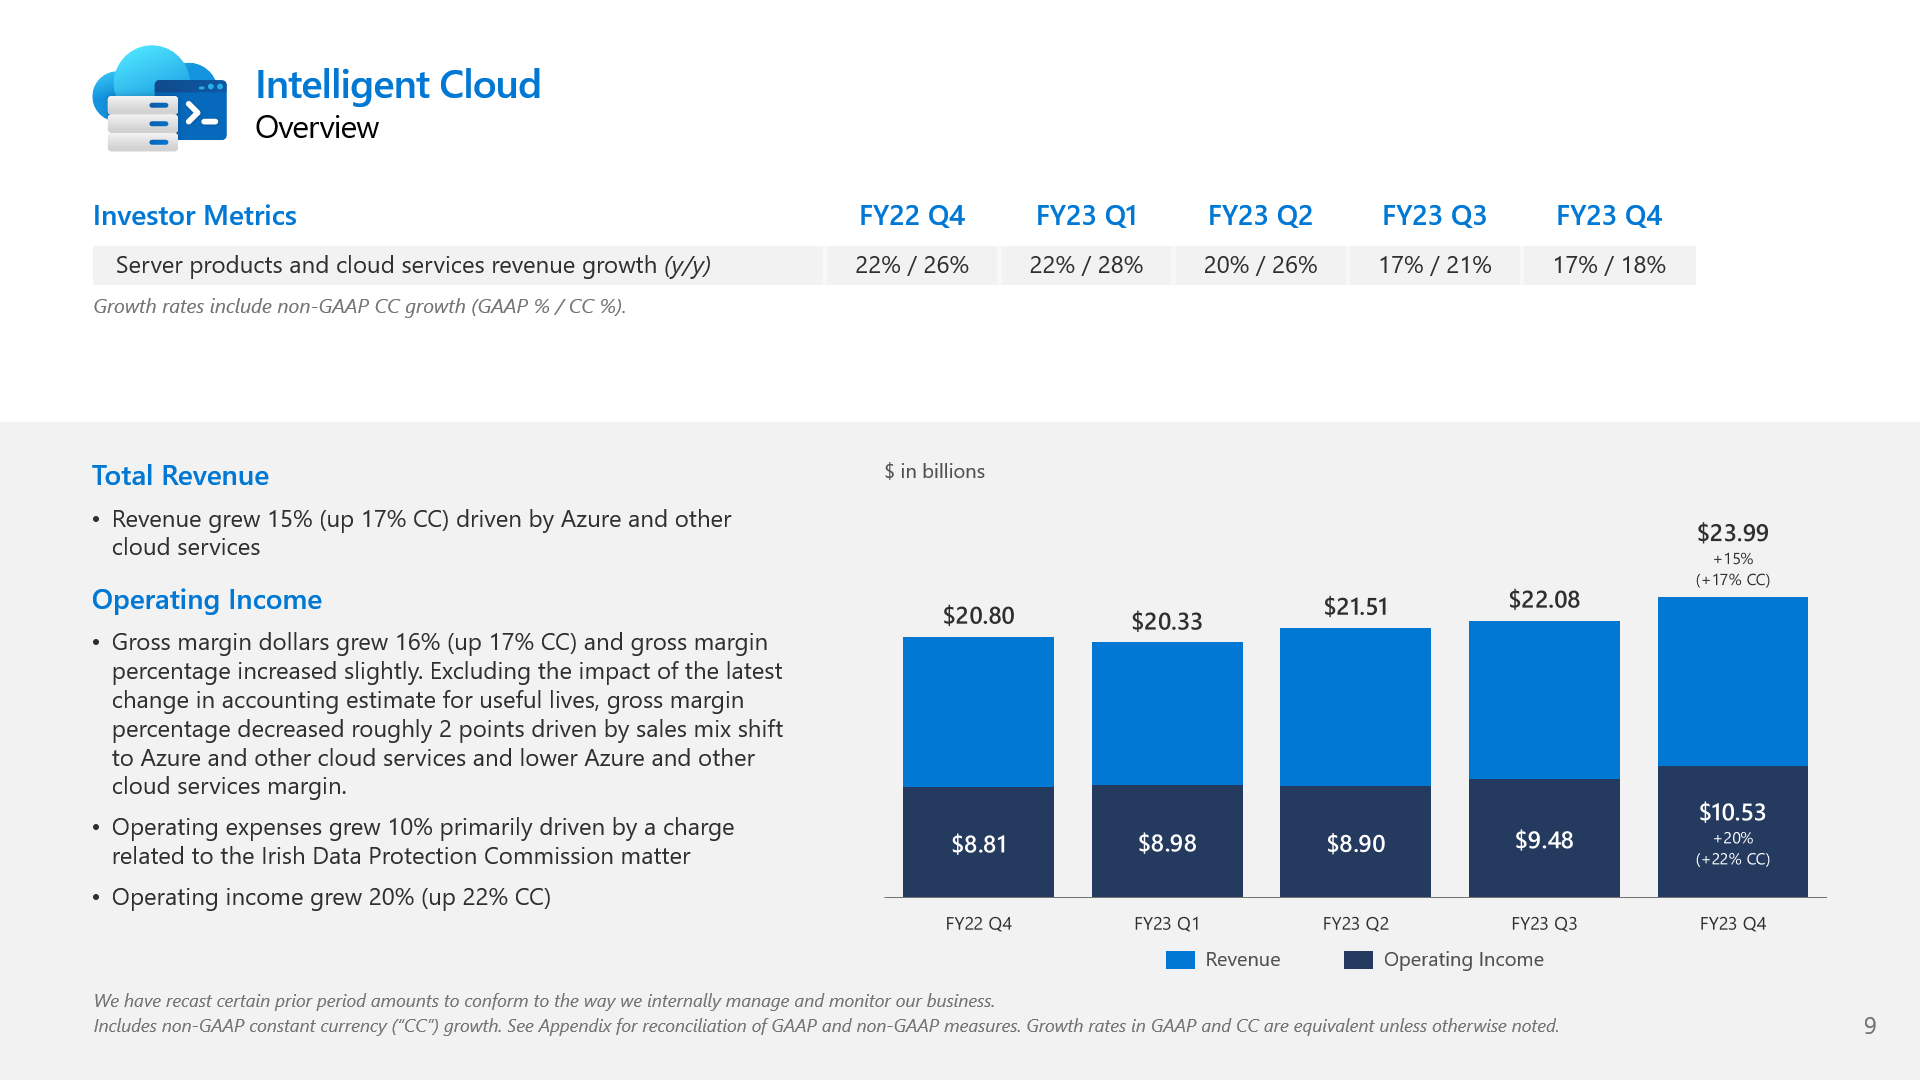 Intelligent Cloud
Overview
Investor Metrics FY22 Q4 FY23 Q1 FY23 Q2 FY23 Q3 FY23 Q4
Server products and cloud services revenue growth (y/y) 22% / 26% 22% / 28% 20% / 26% 17% / 21% 17% / 18%
Growth rates include non-GAAP CC growth (GAAP % / CC %).
Total Revenue
• Revenue grew 15% (up 17% CC) driven by Azure and other
cloud services
Operating Income
• Gross margin dollars grew 16% (up 17% CC) and gross margin
percentage increased slightly. Excluding the impact of the latest
change in accounting estimate for useful lives, gross margin
percentage decreased roughly 2 points driven by sales mix shift
to Azure and other cloud services and lower Azure and other
cloud services margin.
• Operating expenses grew 10% primarily driven by a charge
related to the Irish Data Protection Commission matter
• Operating income grew 20% (up 22% CC)
$ in billions
$20.80 $20.33 $21.51 $22.08 $23.99
+15%
(+17% CC)
$8.81 $8.98 $8.90 $9.48 $10.53
+20%
(+22% CC)
FY22 Q4 FY23 Q1 FY23 Q2 FY23 Q3 FY23 Q4
Revenue Operating Income
We have recast certain prior period amounts to conform to the way we internally manage and monitor our business.
Includes non-GAAP constant currency (“CC”) growth. See Appendix for reconciliation of GAAP and non-GAAP measures. Growth rates in GAAP and CC are equivalent unless otherwise noted.
9